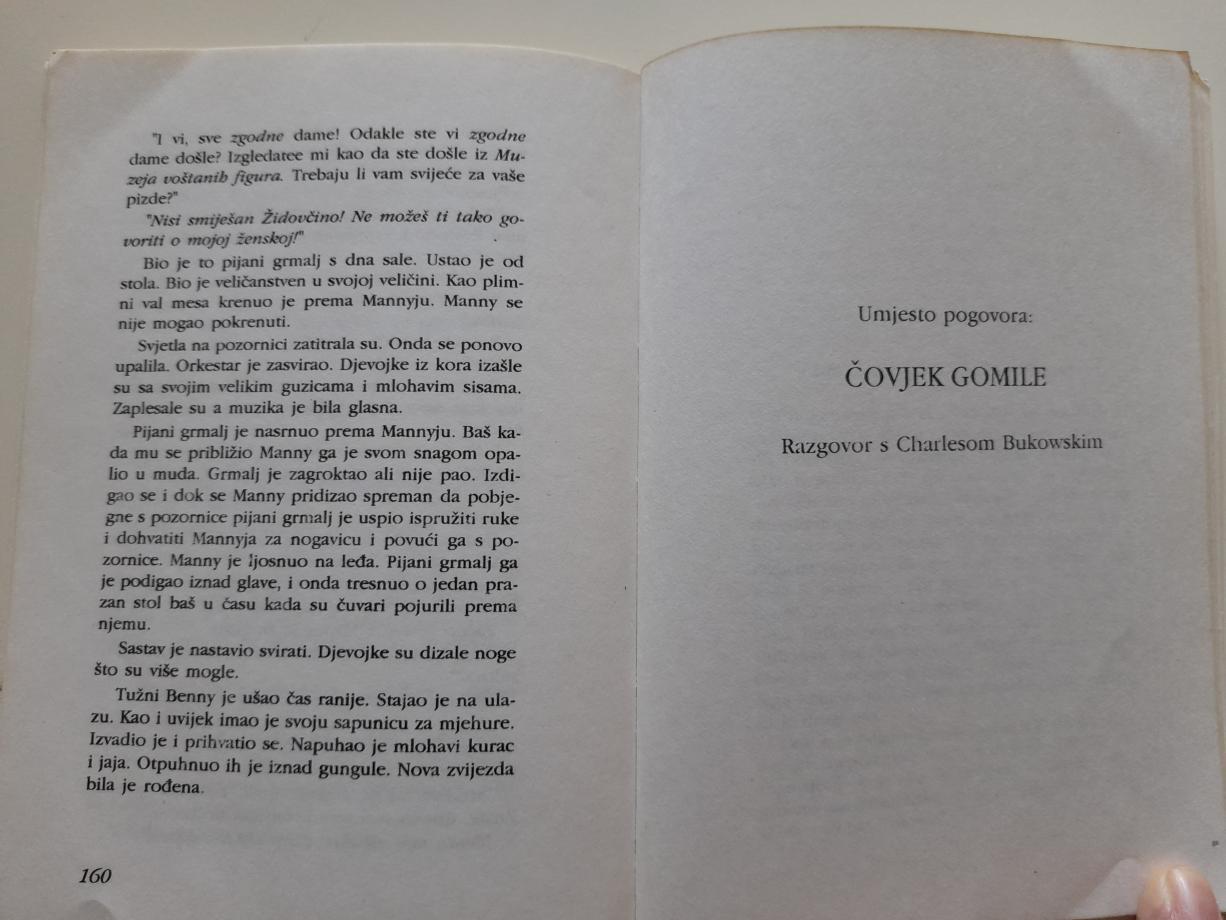 "I vi, sve zgodne dame! Odakle ste vi zgodne
dame došle? Izgledatee mi kao da ste došle iz Mu-
zeja voštanih figura. Trebaju li vam svijeće za vaše
pizde?"
"Nisi smiješan Židovčino! Ne možeš ti tako go-
voriti o mojoj ženskoj!"
Bio je to pijani grmalj s dna sale. Ustao je od
stola. Bio je veličanstven u svojoj veličini. Kao plim-
ni val mesa krenuo je prema Mannyju. Manny se
nije mogao pokrenuti.
Svjetla na pozornici zatitrala su. Onda se ponovo
upalila. Orkestar je zasvirao. Djevojke iz kora izašle
su sa svojim velikim guzicama i mlohavim sisama.
Zaplesale su a muzika je bila glasna.
Pijani grmalj je nasrnuo prema Mannyju. Baš ka-
da mu se približio Manny ga je svom snagom opa-
lio u muda. Grmalj je zagroktao ali nije pao. Izdi-
gao se i dok se Manny pridizao spreman da pobje-
gne s pozornice pijani grmalj je uspio ispružiti ruke
i dohvatiti Mannyja za nogavicu i povući ga s po-
zornice. Manny je ljosnuo na leđa. Pijani grmalj ga
je podigao iznad glave, i onda tresnuo o jedan pra-
zan stol baš u času kada su čuvari pojurili prema
njemu.
Sastav je nastavio svirati. Djevojke su dizale noge
što su više mogle.
Tužni Benny je ušao čas ranije. Stajao je na ula-
zu. Kao i uvijek imao je svoju sapunicu za mjehure.
Izvadio je i prihvatio se. Napuhao je mlohavi kurac
i jaja. Otpuhnuo ih je iznad gungule. Nova zvijezda
bila je rođena.
160
Umjesto pogovora:
ČOVJEK GOMILE
Razgovor s Charlesom Bukowskim